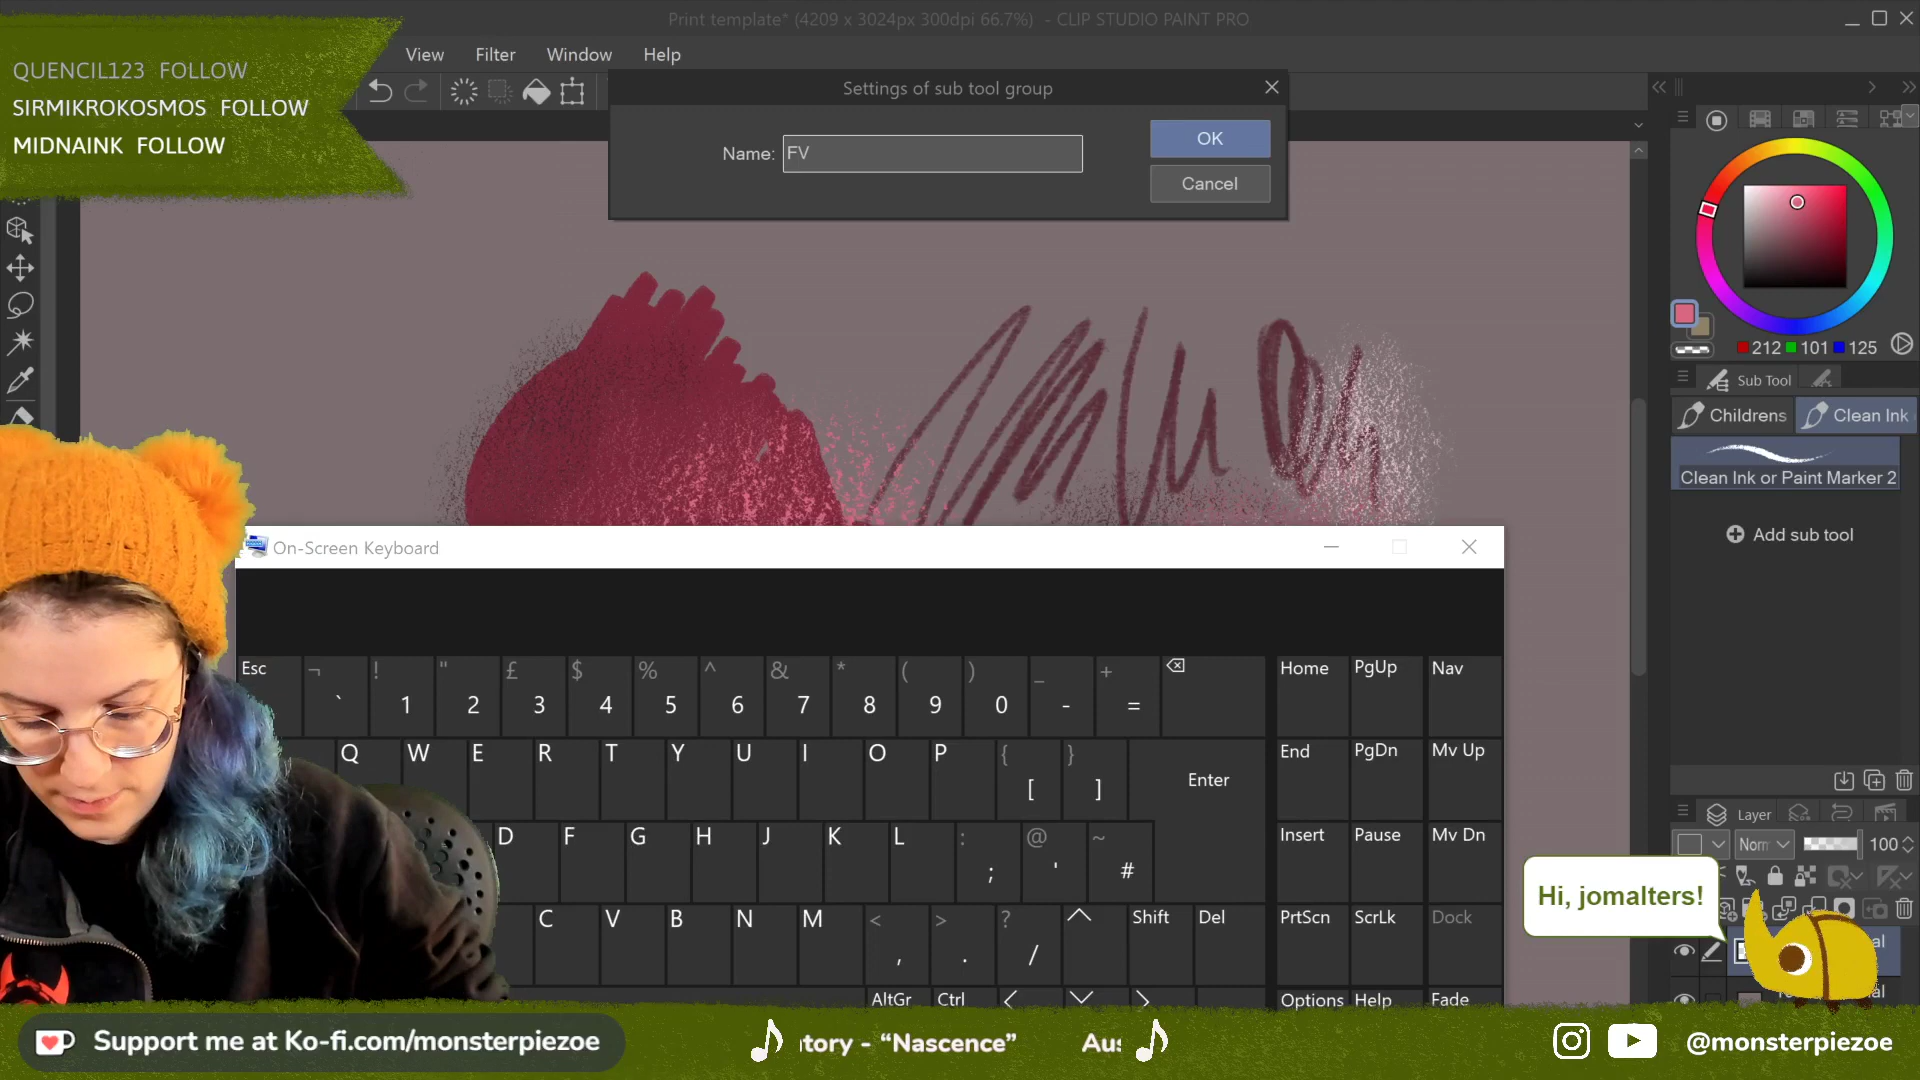 Print template* (4209 x 3024px 300dpi 66.7%) - CLIP STUDIO PAINT PRO
QUENCIL123 FOLLOW
SIRMIKROKOSMOS FOLLOW
MIDNAINK FOLLOW
View Filter Window Help
Settings of sub tool group
Name: FV
OK
Cancel
212 101 125
Sub Tool
Childrens Clean Ink
Clean Ink or Paint Marker 2
Add sub tool
On-Screen Keyboard
Esc ¬ ` ! 1 " 2 £ 3 $ 4 % 5 ^ 6 & 7 * 8 ( 9 ) 0 _ - + = Home PgUp Nav
Q W E R T Y U I O P { [ } ] Enter End PgDn Mv Up
D F G H J K L : ; @ ' ~ # Insert Pause Mv Dn
C V B N M < , > . ? / Shift Del PrtScn ScrLk Dock
AltGr Ctrl Options Help Fade
Layer
Norm 100
Hi, jomalters!
al
al
Support me at Ko-fi.com/monsterpiezoe
tory - “Nascence” Aus
@monsterpiezoe